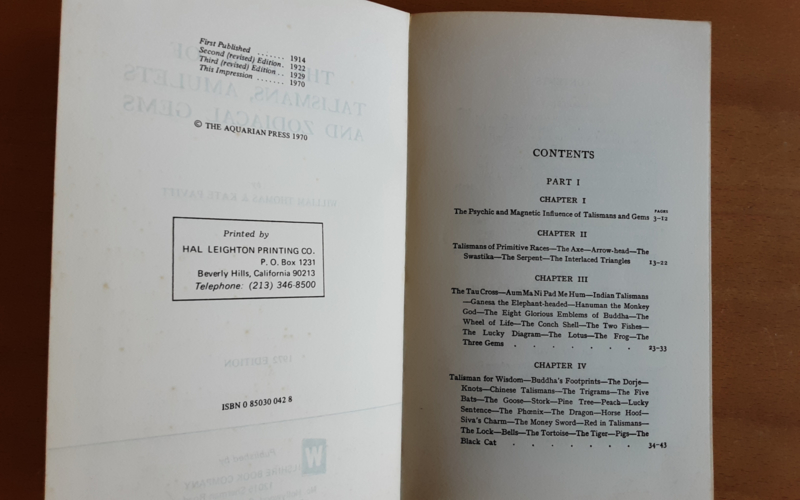 First Published ....... 1914
Second (revised) Edition. 1922
Third (revised) Edition .. 1929
This Impression ....... 1970
© THE AQUARIAN PRESS 1970
Printed by
HAL LEIGHTON PRINTING CO.
P. O. Box 1231
Beverly Hills, California 90213
Telephone: (213) 346-8500
ISBN 0 85030 042 8
CONTENTS
PART I
CHAPTER I
PAGES
The Psychic and Magnetic Influence of Talismans and Gems 3-12
CHAPTER II
Talismans of Primitive Races—The Axe—Arrow-head—The
Swastika—The Serpent—The Interlaced Triangles 13-22
CHAPTER III
The Tau Cross—Aum Ma Ni Pad Me Hum—Indian Talismans
—Ganesa the Elephant-headed—Hanuman the Monkey
God—The Eight Glorious Emblems of Buddha—The
Wheel of Life—The Conch Shell—The Two Fishes—
The Lucky Diagram—The Lotus—The Frog—The
Three Gems . . . . . . . 23-33
CHAPTER IV
Talisman for Wisdom—Buddha's Footprints—The Dorje—
Knots—Chinese Talismans—The Trigrams—The Five
Bats—The Goose—Stork—Pine Tree—Peach—Lucky
Sentence—The Phœnix—The Dragon—Horse Hoof—
Siva's Charm—The Money Sword—Red in Talismans—
The Lock—Bells—The Tortoise—The Tiger—Pigs—The
Black Cat . . . . . . . 34-43